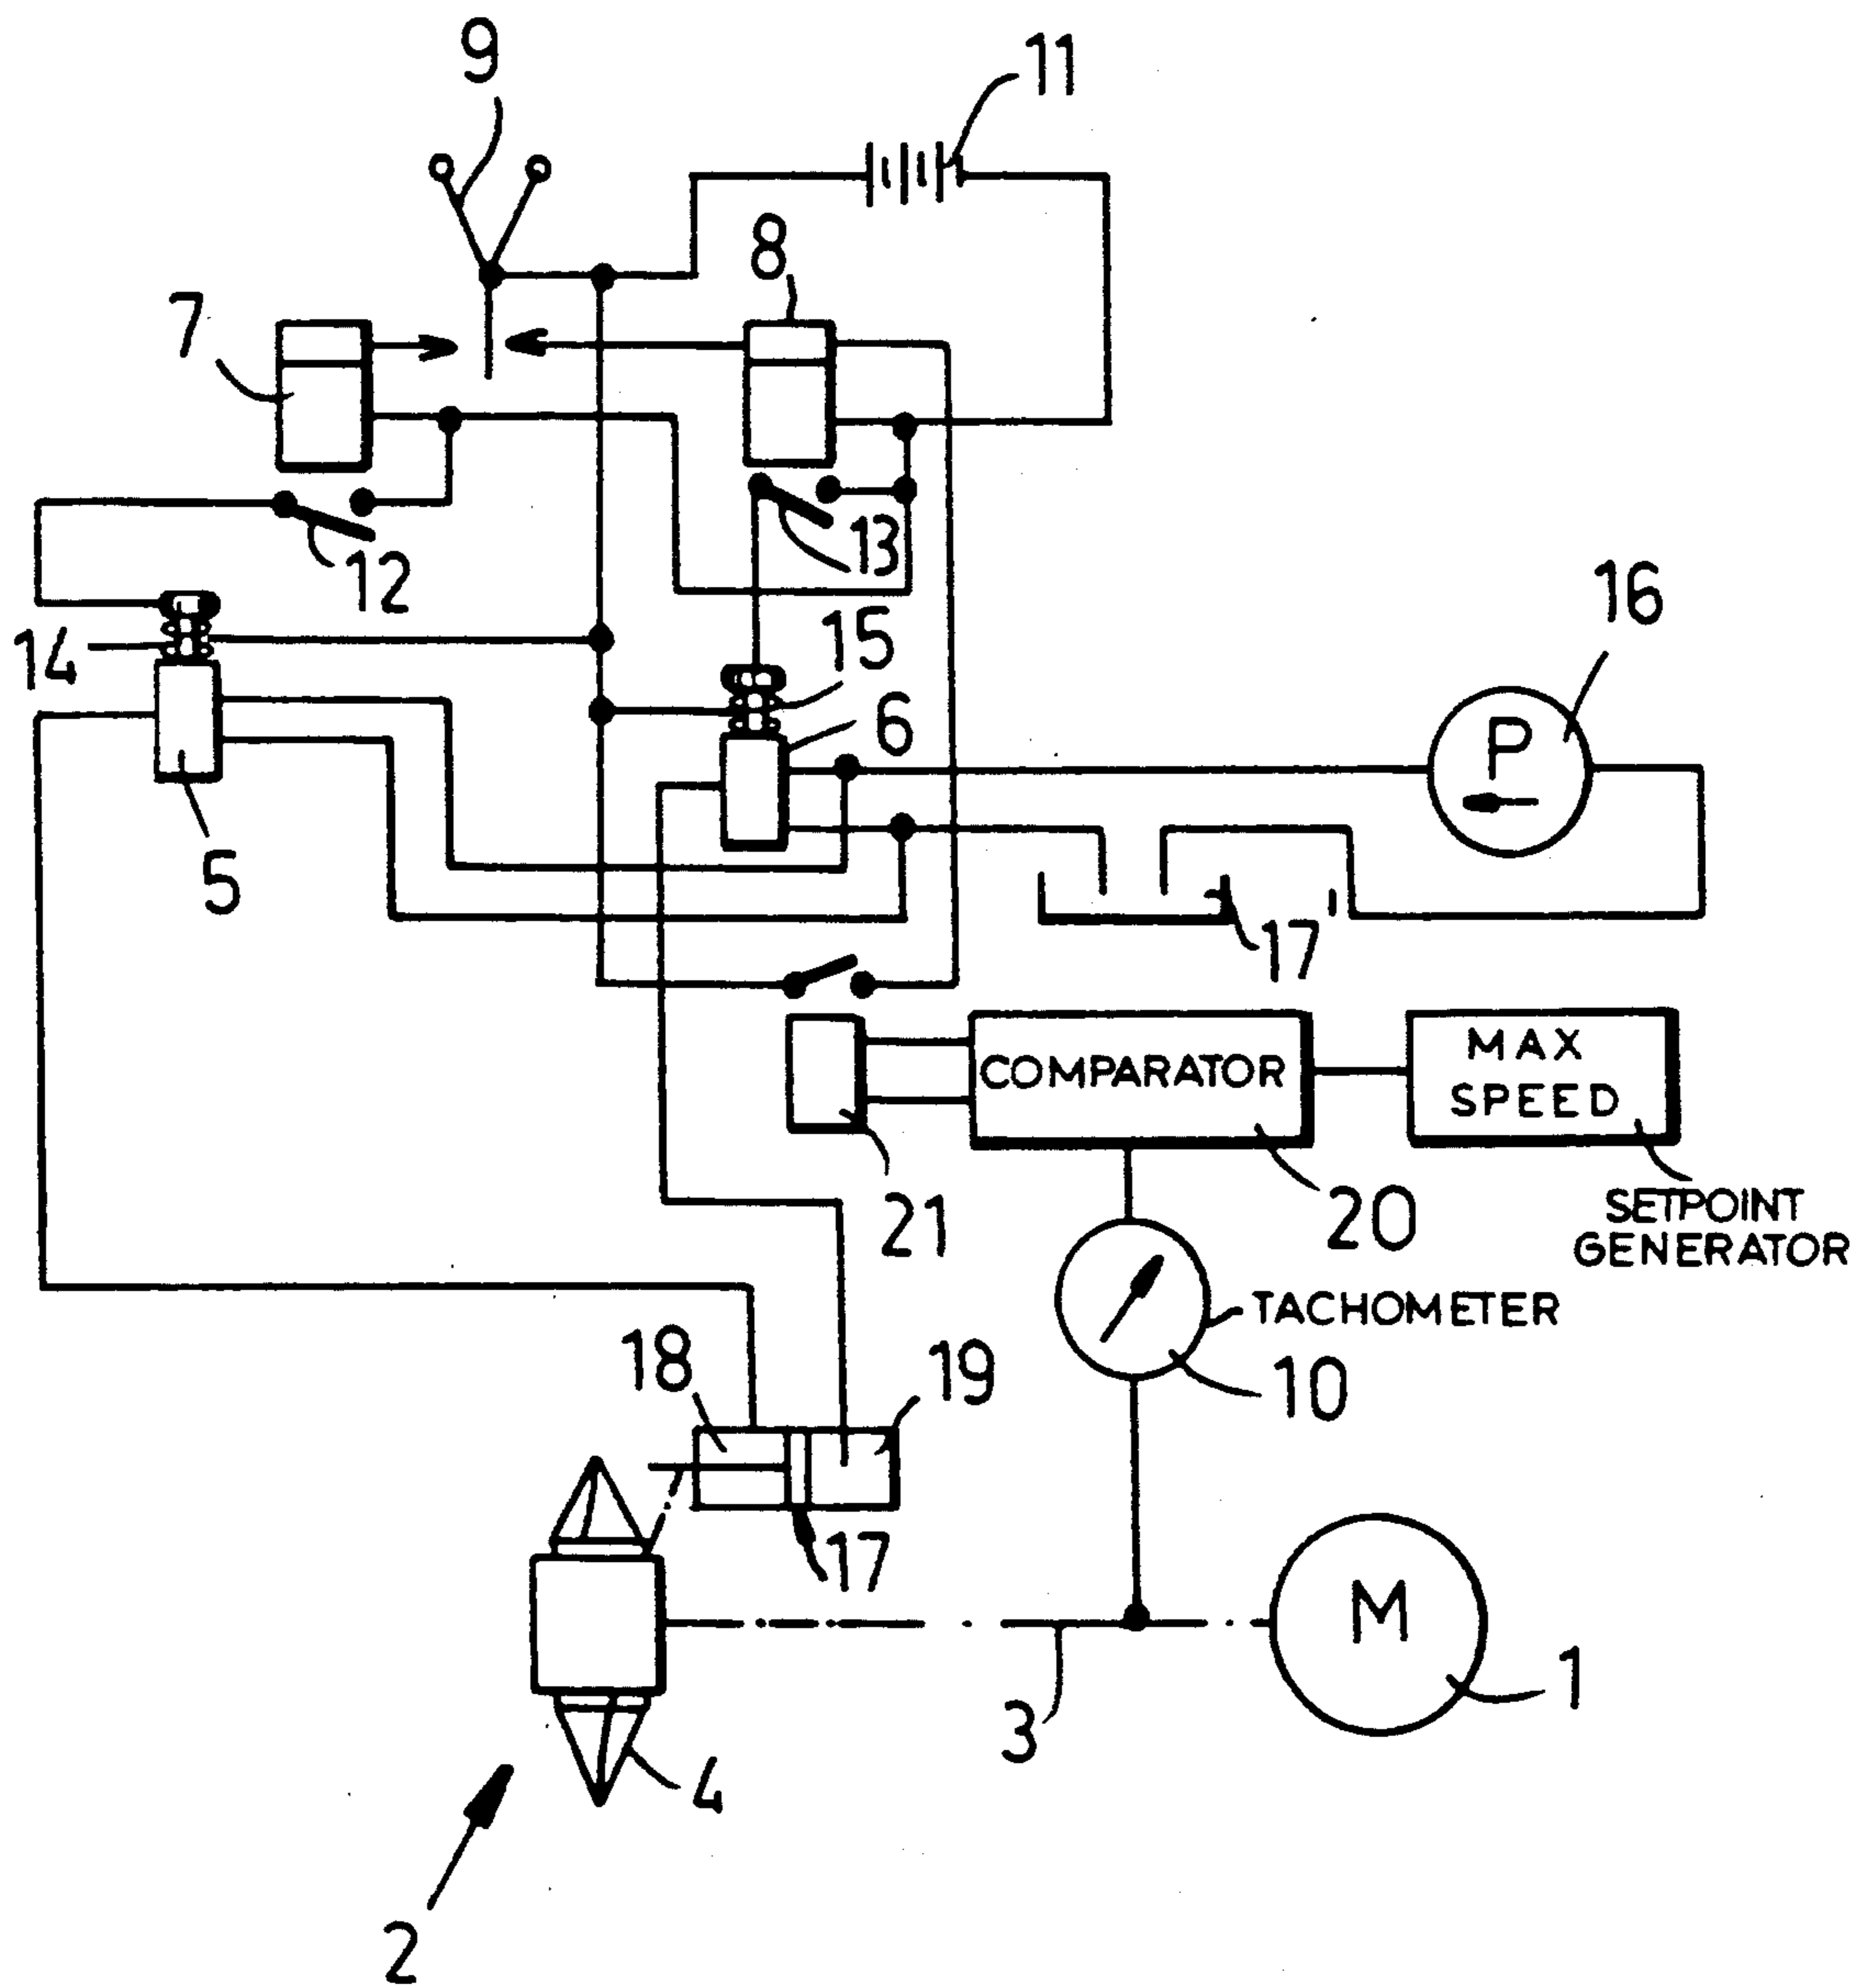 9
11
8
7
12
13
16
14
15
6
P
5
17'
MAX
COMPARATOR
SPEED
21
20
SETPOINT
GENERATOR
TACHOMETER
18
19
10
17
M
3
1
4
2